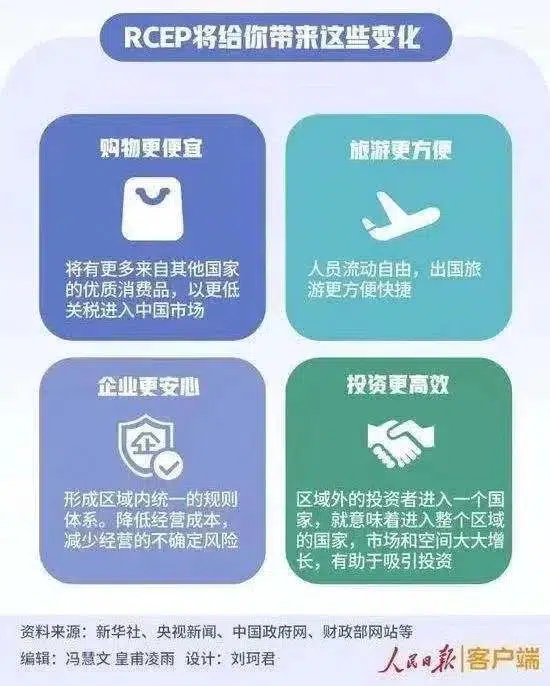 RCEP将给你带来这些变化
购物更便宜
将有更多来自其他国家
的优质消费品，以更低
关税进入中国市场
旅游更方便
人员流动自由，出国旅
游更方便快捷
企业更安心
企
形成区域内统一的规则
体系。降低经营成本，
减少经营的不确定风险
投资更高效
区域外的投资者进入一个国
家，就意味着进入整个区域
的国家，市场和空间大大增
长，有助于吸引投资
资料来源：新华社、央视新闻、中国政府网、财政部网站等
编辑：冯慧文 皇甫凌雨 设计：刘珂君
人民日报 客户端